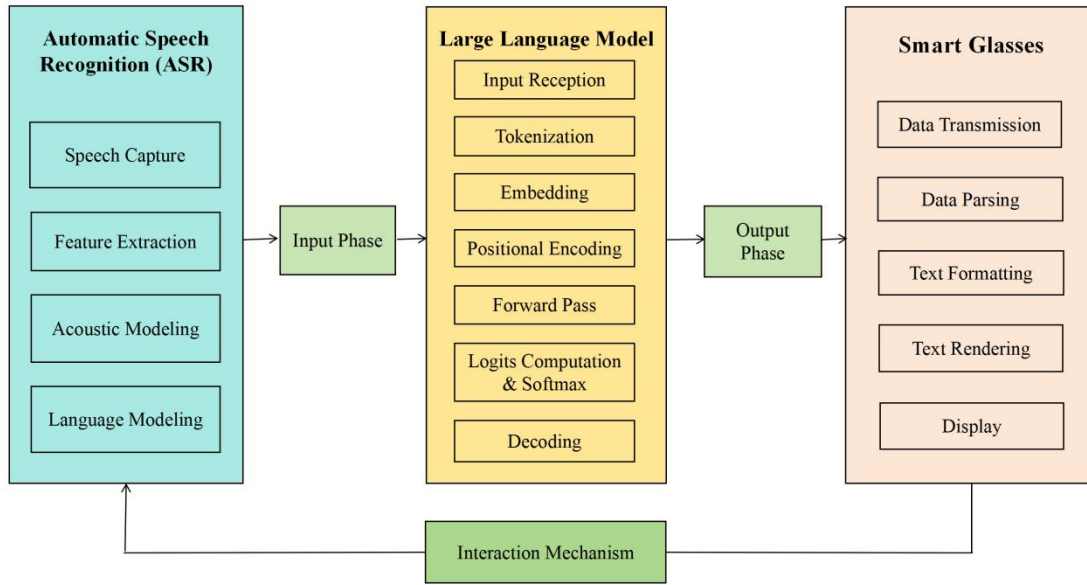 Automatic Speech
Recognition (ASR)
Speech Capture
Feature Extraction
Acoustic Modeling
Language Modeling
Input Phase
Large Language Model
Input Reception
Tokenization
Embedding
Positional Encoding
Forward Pass
Logits Computation
& Softmax
Decoding
Output
Phase
Smart Glasses
Data Transmission
Data Parsing
Text Formatting
Text Rendering
Display
Interaction Mechanism